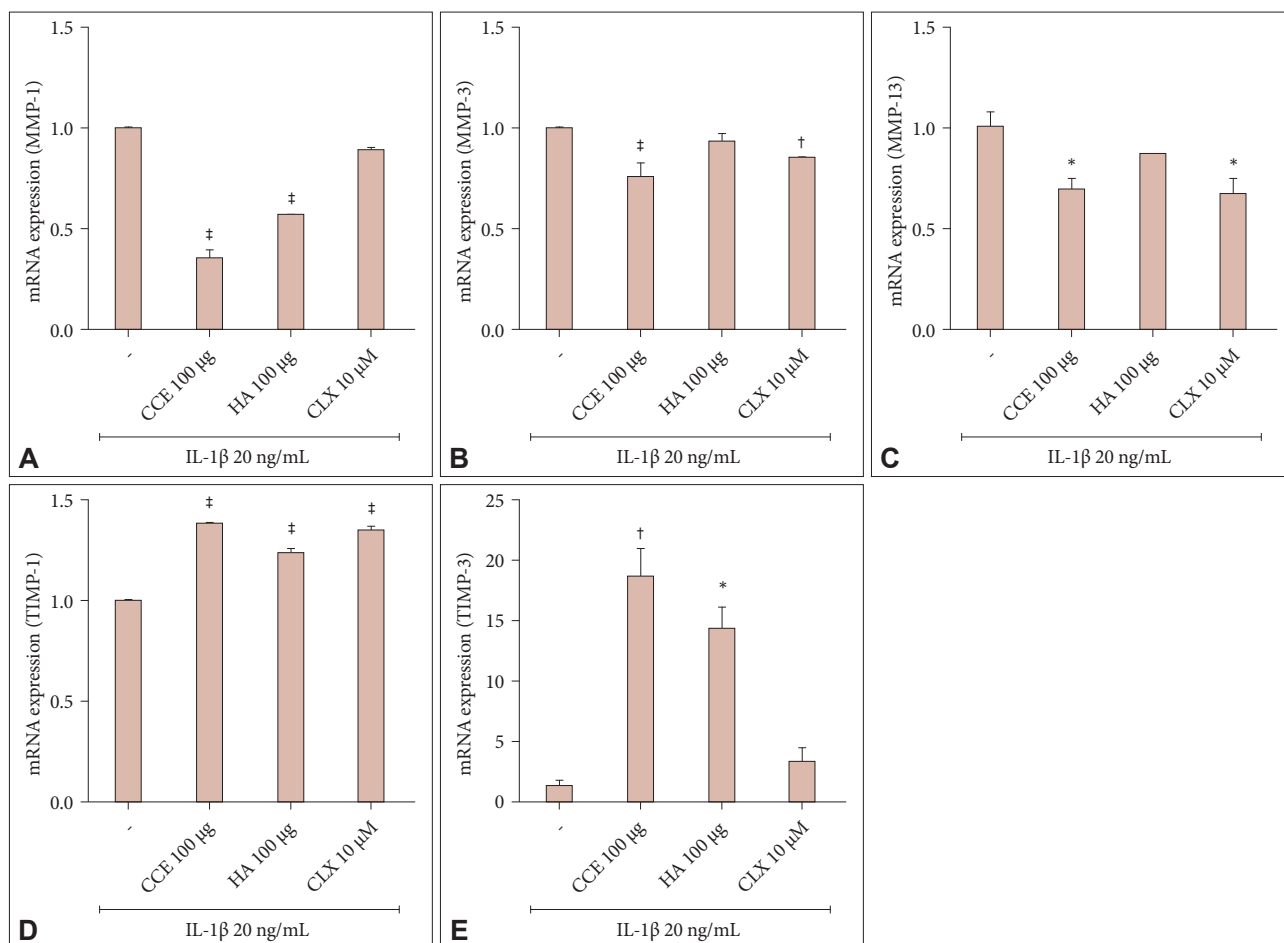 mRNA expression (MMP-1)
1.5
1.0
0.5
0.0
‡
‡
-
CCE 100 μg
HA 100 μg
CLX 10 μM
IL-1β 20 ng/mL
A
mRNA expression (MMP-3)
1.5
1.0
0.5
0.0
‡
†
-
CCE 100 μg
HA 100 μg
CLX 10 μM
IL-1β 20 ng/mL
B
mRNA expression (MMP-13)
1.5
1.0
0.5
0.0
*
*
-
CCE 100 μg
HA 100 μg
CLX 10 μM
IL-1β 20 ng/mL
C
mRNA expression (TIMP-1)
1.5
1.0
0.5
0.0
‡
‡
‡
-
CCE 100 μg
HA 100 μg
CLX 10 μM
IL-1β 20 ng/mL
D
mRNA expression (TIMP-3)
25
20
15
10
5
0
†
*
-
CCE 100 μg
HA 100 μg
CLX 10 μM
IL-1β 20 ng/mL
E